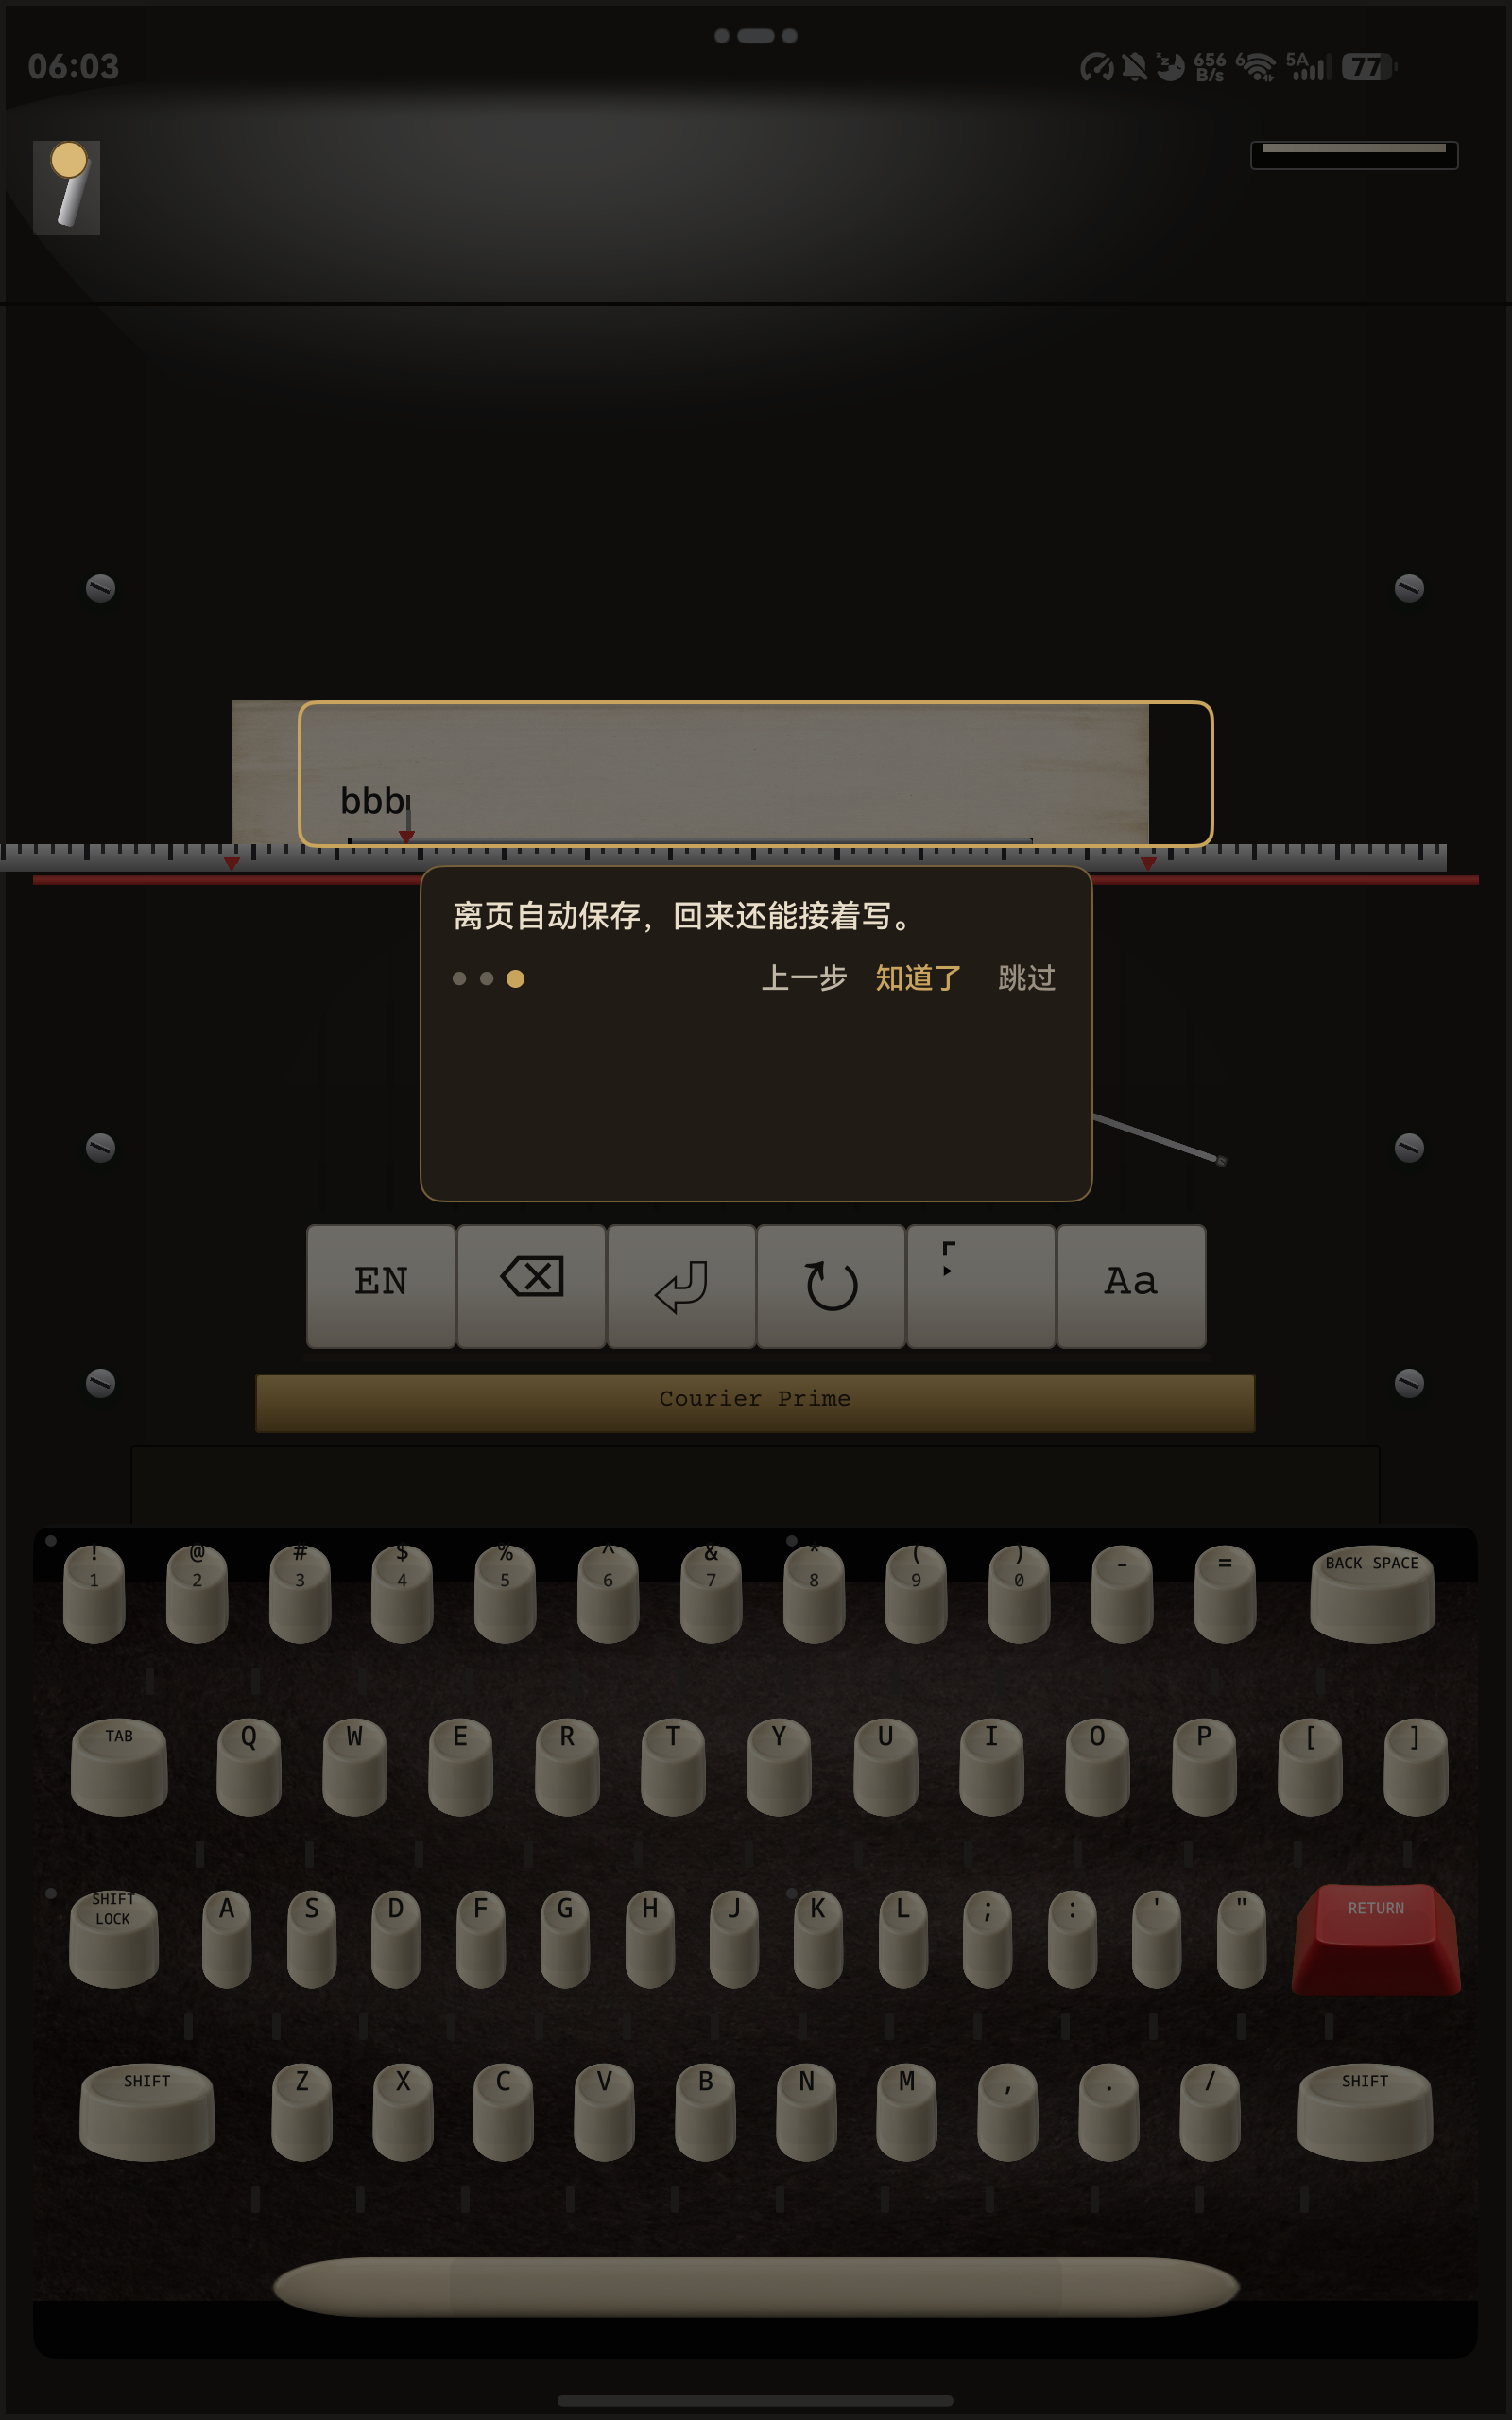 06:03
656 B/s 6 5A 77
bbb
离页自动保存，回来还能接着写。
上一步 知道了 跳过
EN Aa
Courier Prime
! @ # $ % ^ & * ( ) - = BACK SPACE
1 2 3 4 5 6 7 8 9 0
TAB Q W E R T Y U I O P [ ]
SHIFT LOCK A S D F G H J K L ; : ' " RETURN
SHIFT Z X C V B N M , . / SHIFT